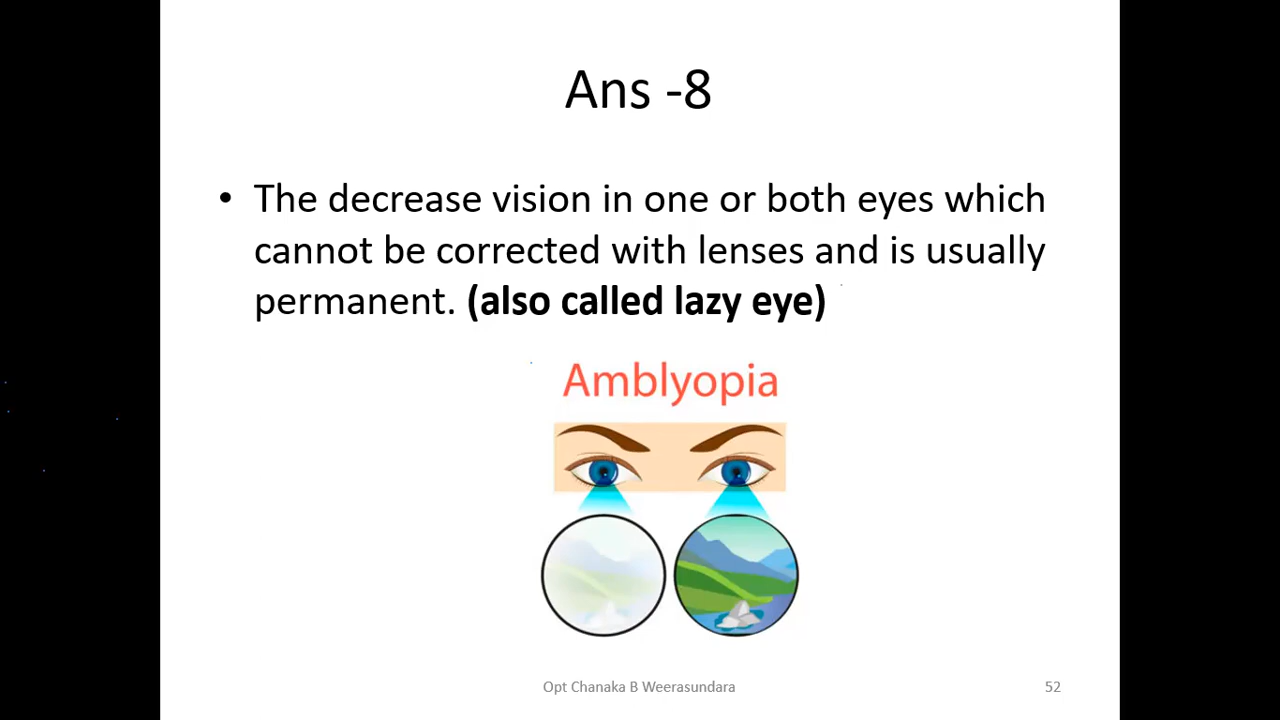 Ans -8
• The decrease vision in one or both eyes which
cannot be corrected with lenses and is usually
permanent. (also called lazy eye)
Amblyopia
Opt Chanaka B Weerasundara
52